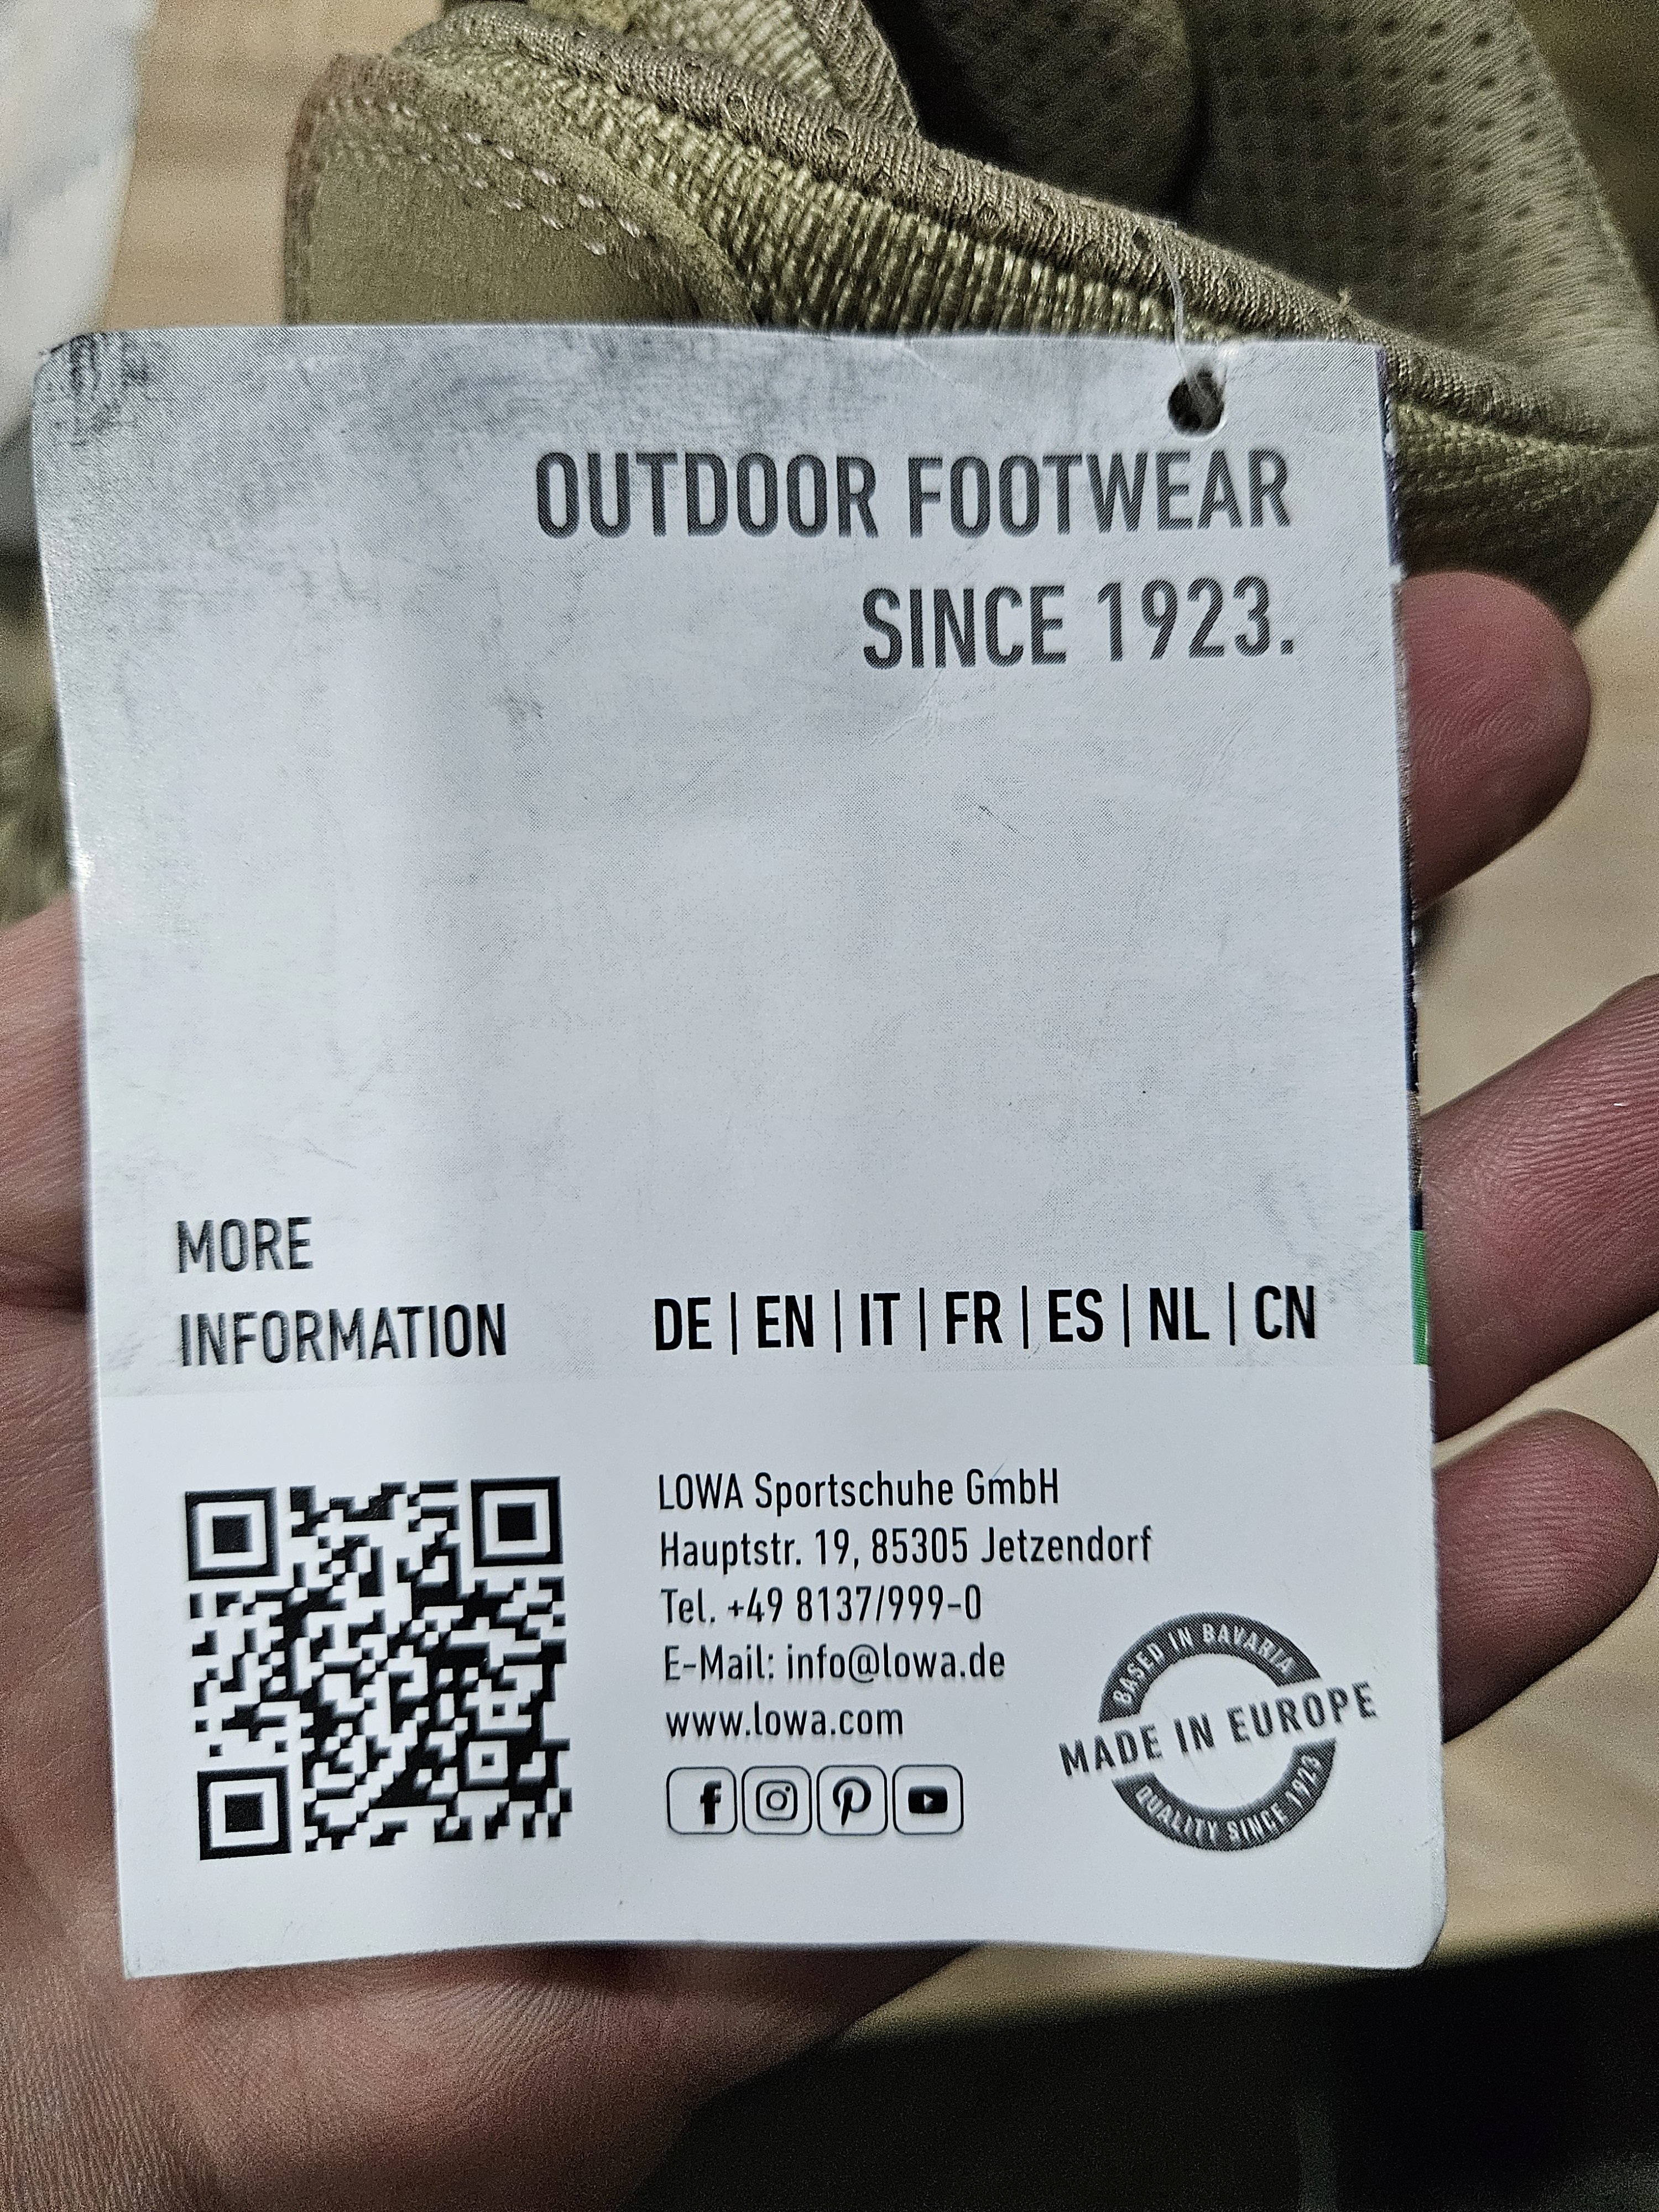 OUTDOOR FOOTWEAR
SINCE 1923.
MORE
INFORMATION
DE | EN | IT | FR | ES | NL | CN
LOWA Sportschuhe GmbH
Hauptstr. 19, 85305 Jetzendorf
Tel. +49 8137/999-0
E-Mail: info@lowa.de
www.lowa.com
BASED IN BAVARIA
MADE IN EUROPE
QUALITY SINCE 1923